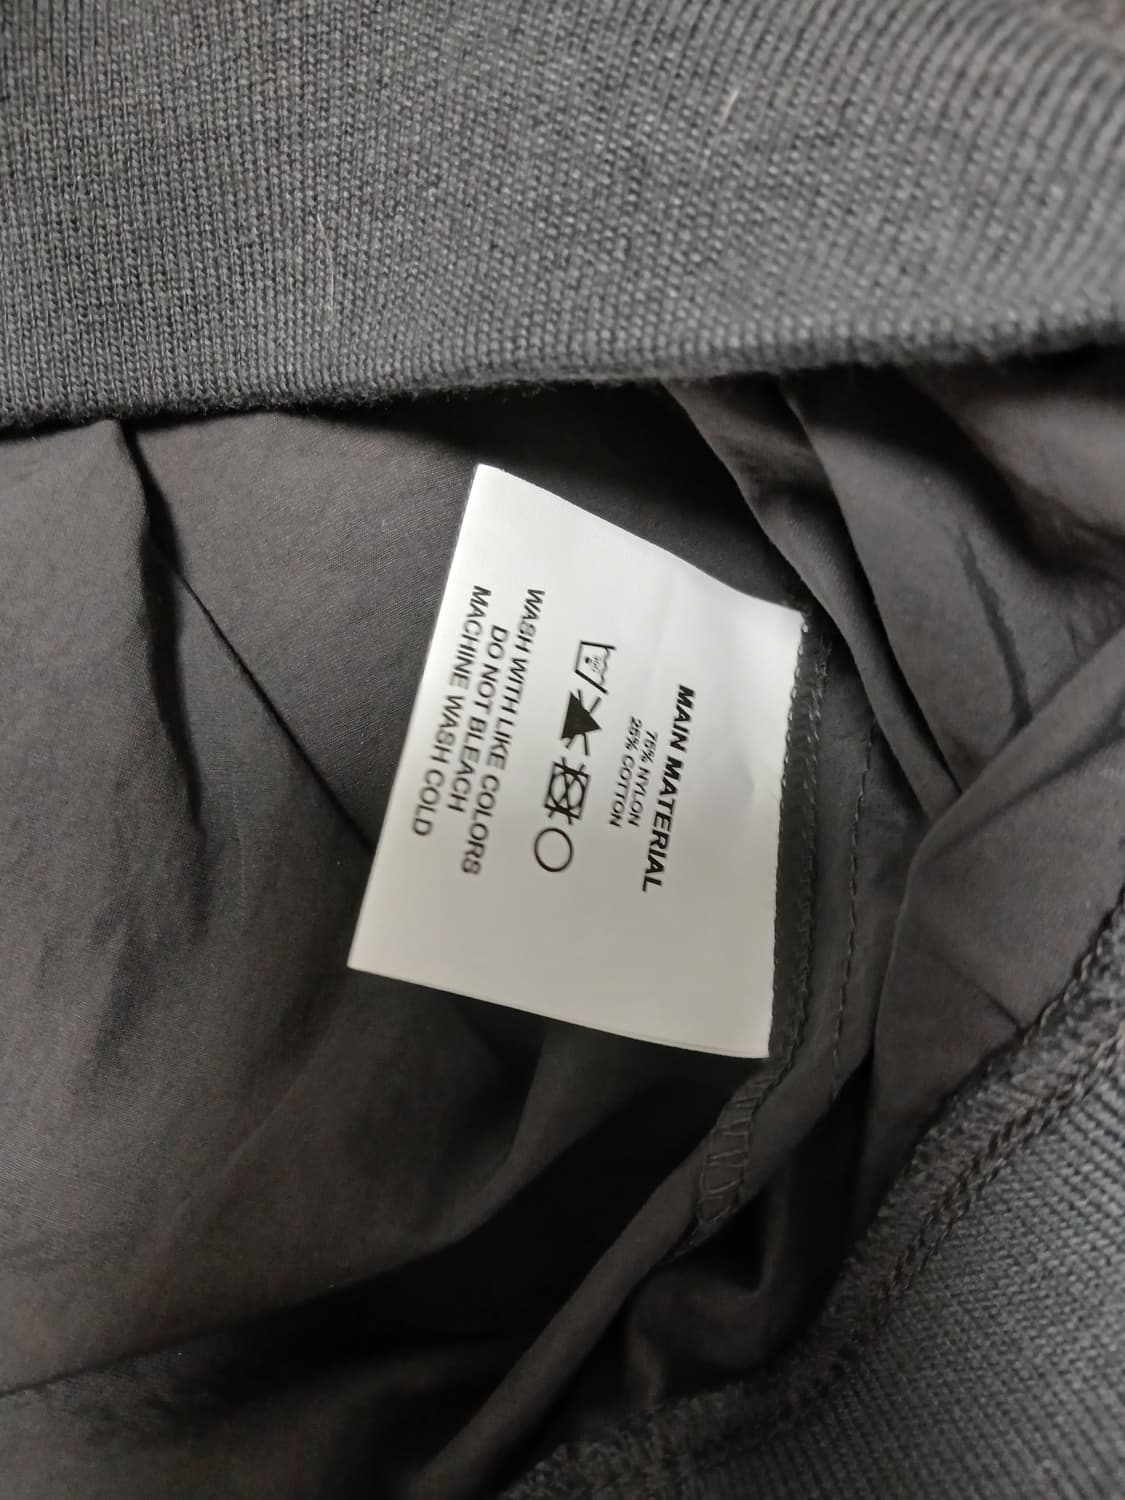 MAIN MATERIAL
75% NYLON
25% COTTON
WASH WITH LIKE COLORS
DO NOT BLEACH
MACHINE WASH COLD